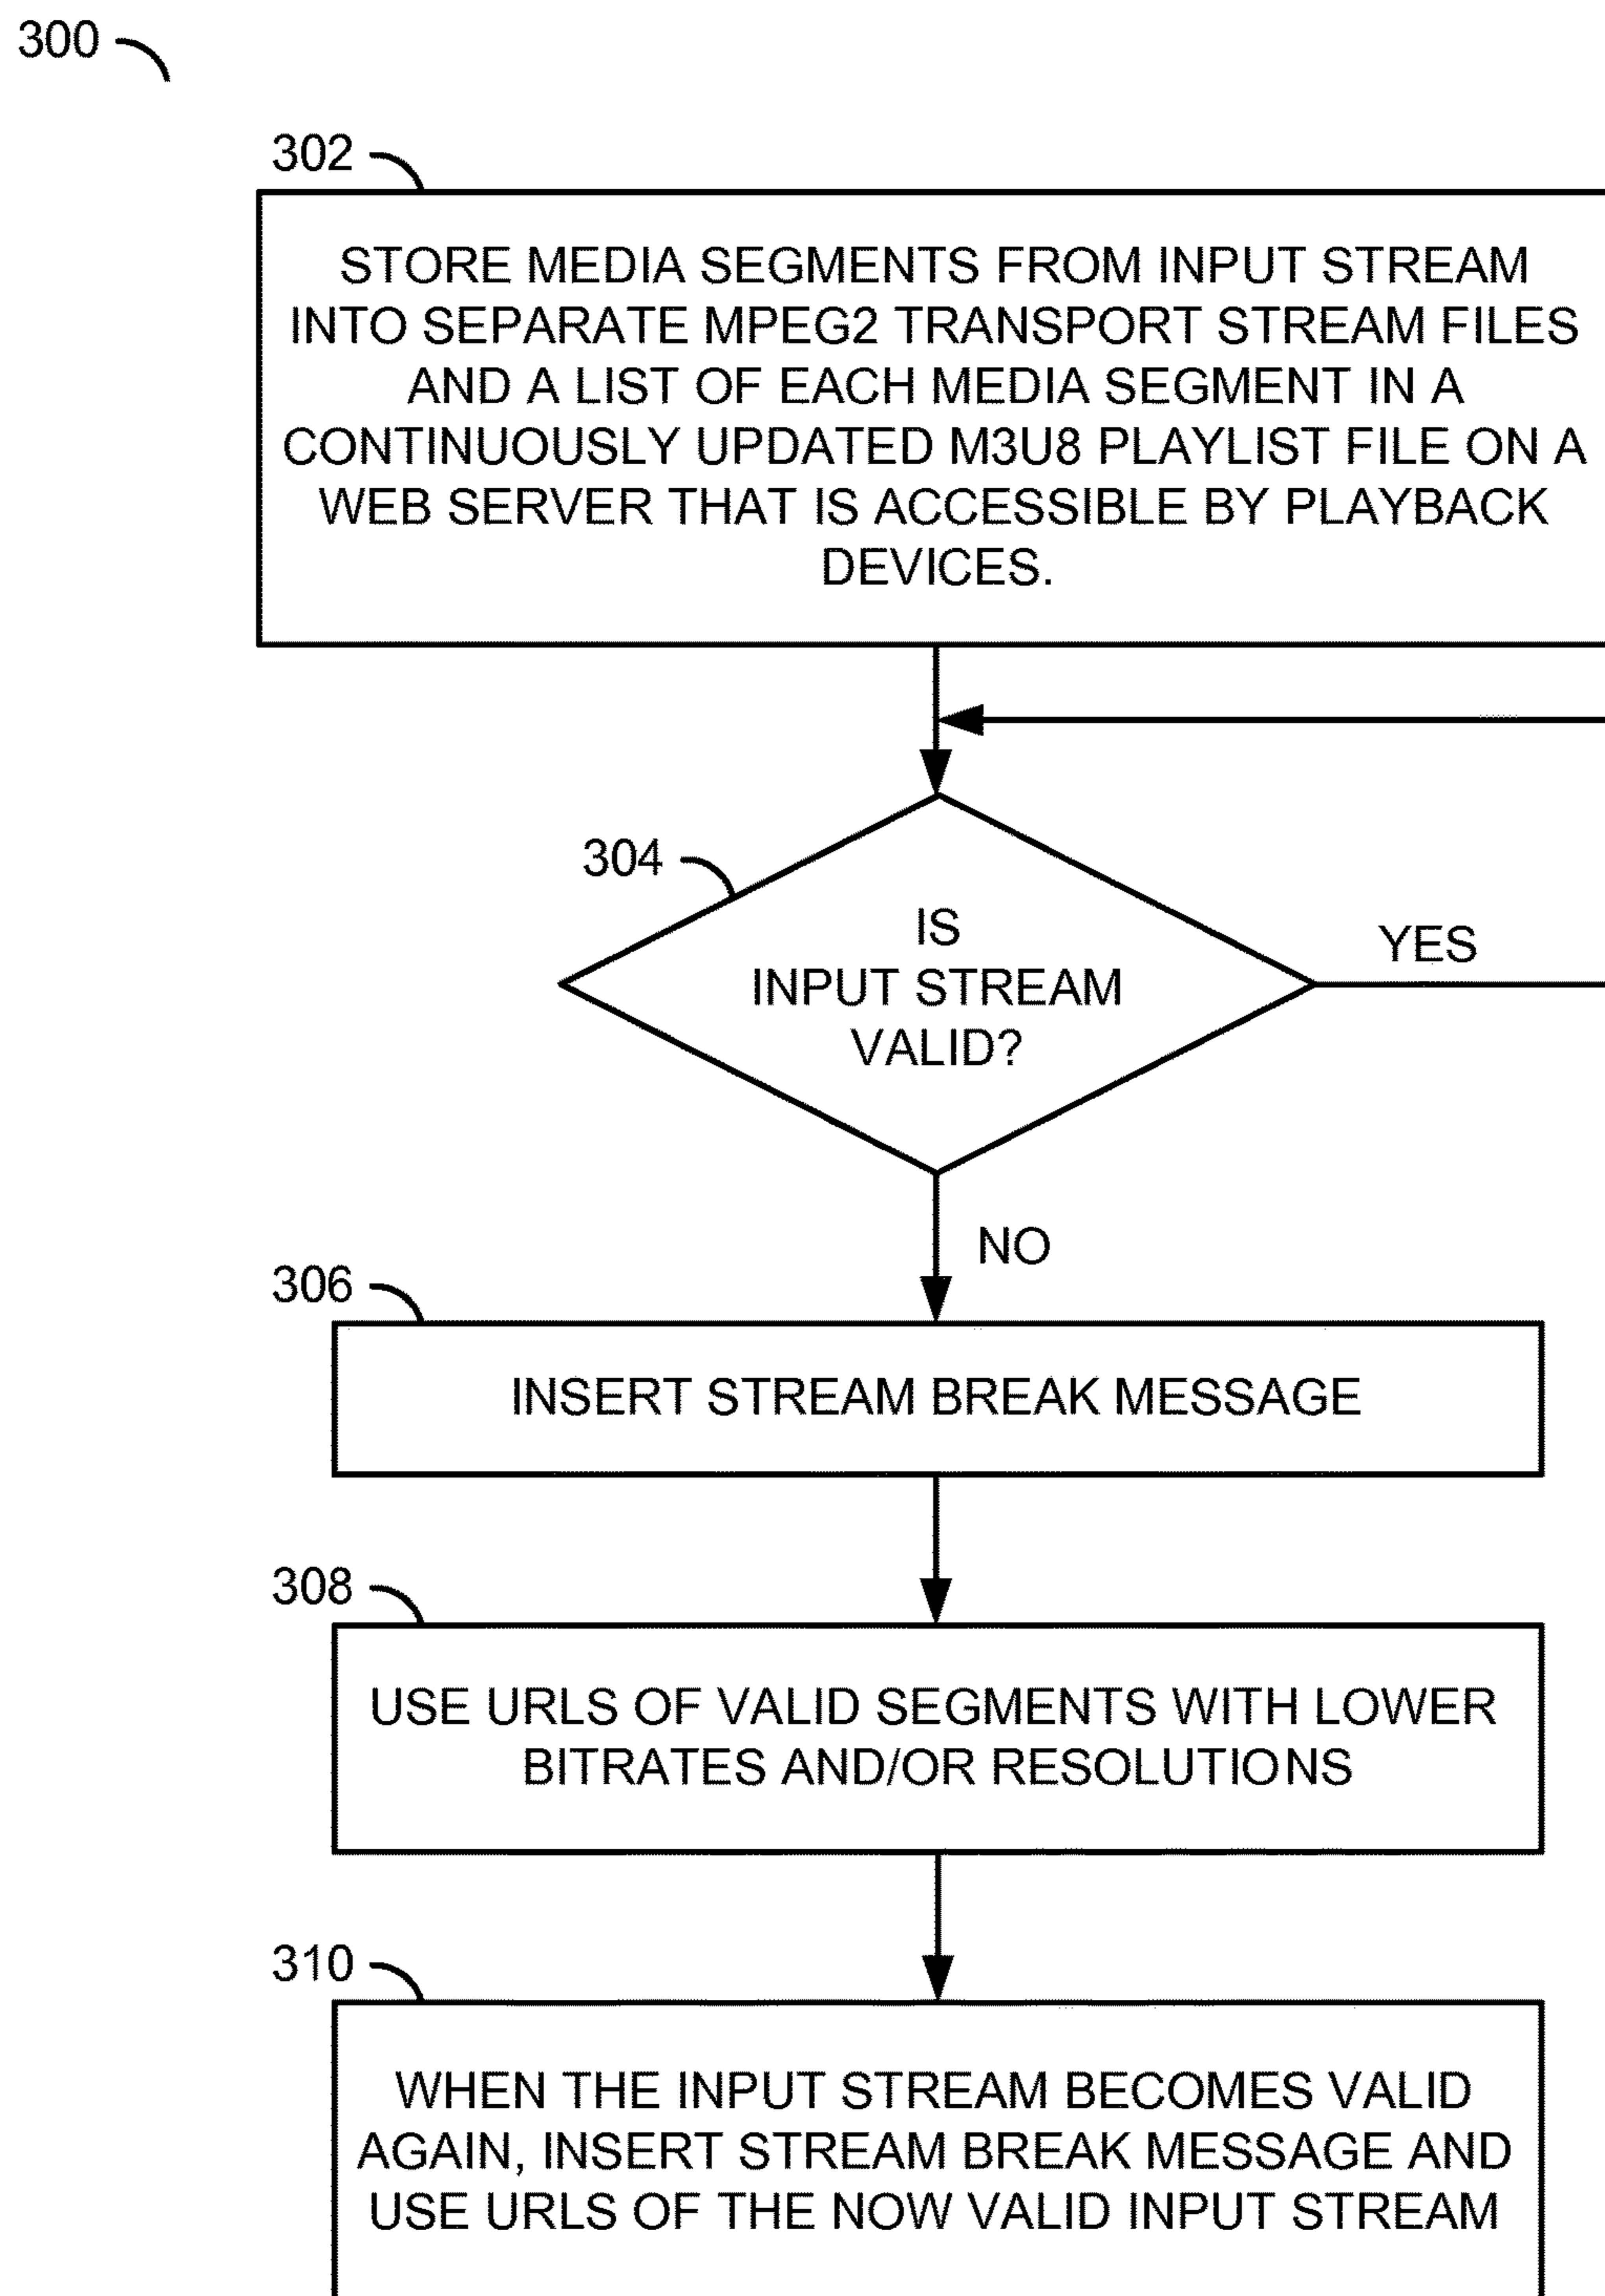 300
302
STORE MEDIA SEGMENTS FROM INPUT STREAM
INTO SEPARATE MPEG2 TRANSPORT STREAM FILES
AND A LIST OF EACH MEDIA SEGMENT IN A
CONTINUOUSLY UPDATED M3U8 PLAYLIST FILE ON A
WEB SERVER THAT IS ACCESSIBLE BY PLAYBACK
DEVICES.
304
IS
INPUT STREAM
VALID?
YES
NO
306
INSERT STREAM BREAK MESSAGE
308
USE URLS OF VALID SEGMENTS WITH LOWER
BITRATES AND/OR RESOLUTIONS
310
WHEN THE INPUT STREAM BECOMES VALID
AGAIN, INSERT STREAM BREAK MESSAGE AND
USE URLS OF THE NOW VALID INPUT STREAM